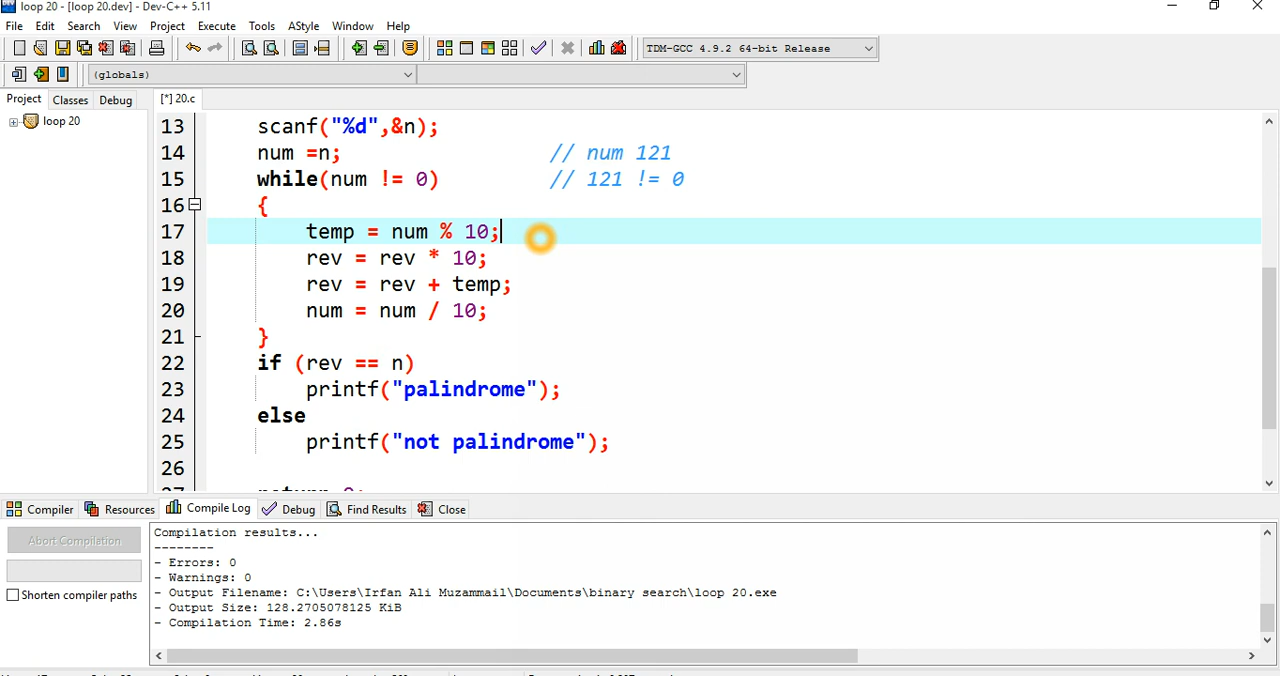 loop 20 - [loop 20.dev] - Dev-C++ 5.11
File Edit Search View Project Execute Tools AStyle Window Help
TDM-GCC 4.9.2 64-bit Release
(globals)
Project Classes Debug [*] 20.c
loop 20
13 scanf("%d",&n);
14 num =n; // num 121
15 while(num != 0) // 121 != 0
16 {
17 temp = num % 10;
18 rev = rev * 10;
19 rev = rev + temp;
20 num = num / 10;
21 }
22 if (rev == n)
23 printf("palindrome");
24 else
25 printf("not palindrome");
26
Compiler Resources Compile Log Debug Find Results Close
Abort Compilation
Shorten compiler paths
Compilation results...
--------
- Errors: 0
- Warnings: 0
- Output Filename: C:\Users\Irfan Ali Muzammail\Documents\binary search\loop 20.exe
- Output Size: 128.2705078125 KiB
- Compilation Time: 2.86s